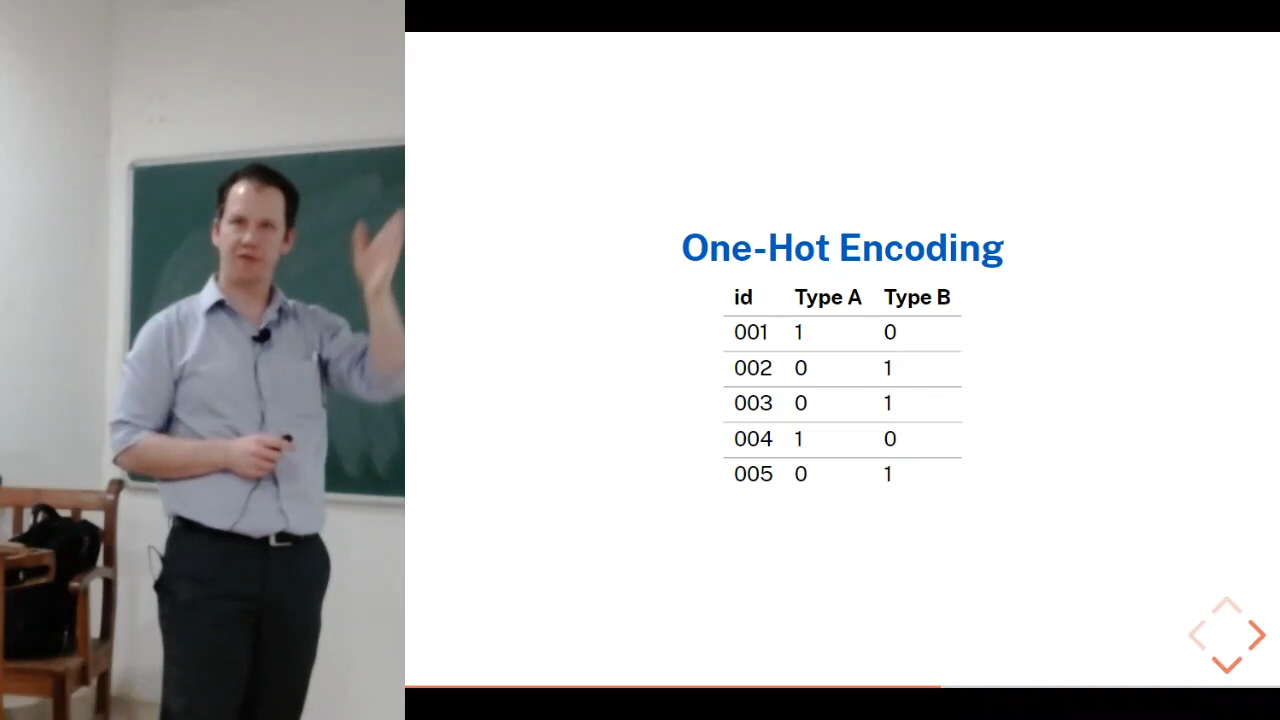 One-Hot Encoding
id Type A Type B
001 1 0
002 0 1
003 0 1
004 1 0
005 0 1